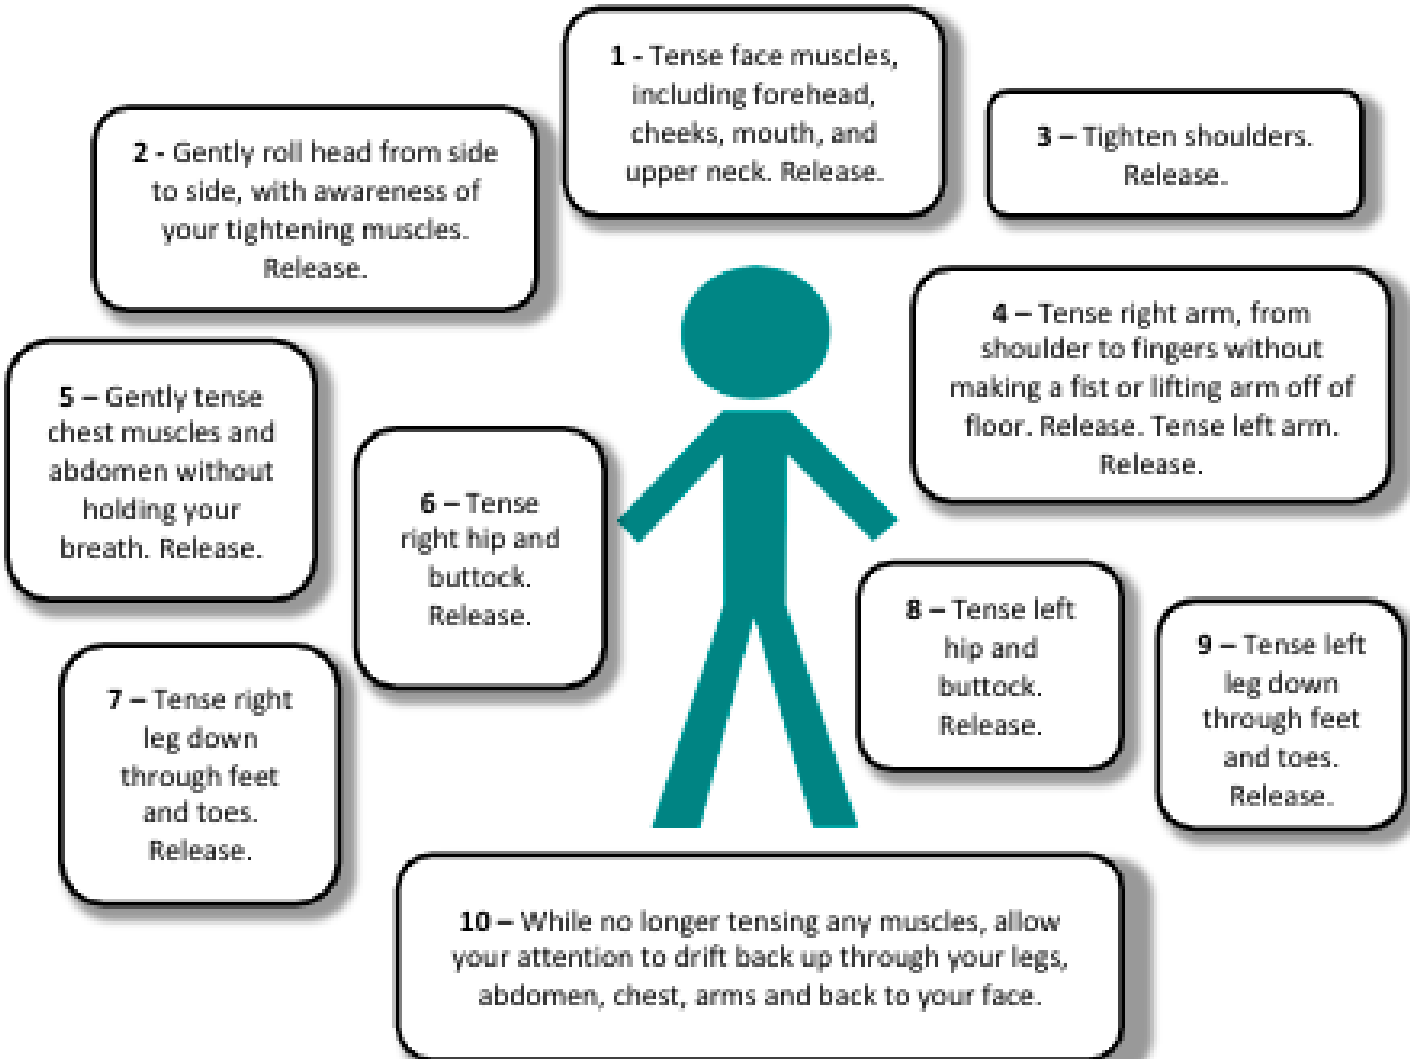 1 - Tense face muscles,
including forehead,
cheeks, mouth, and
upper neck. Release.
2 - Gently roll head from side
to side, with awareness of
your tightening muscles.
Release.
3 – Tighten shoulders.
Release.
4 – Tense right arm, from
shoulder to fingers without
making a fist or lifting arm off of
floor. Release. Tense left arm.
Release.
5 – Gently tense
chest muscles and
abdomen without
holding your
breath. Release.
6 – Tense
right hip and
buttock.
Release.
7 – Tense right
leg down
through feet
and toes.
Release.
8 – Tense left
hip and
buttock.
Release.
9 – Tense left
leg down
through feet
and toes.
Release.
10 – While no longer tensing any muscles, allow
your attention to drift back up through your legs,
abdomen, chest, arms and back to your face.